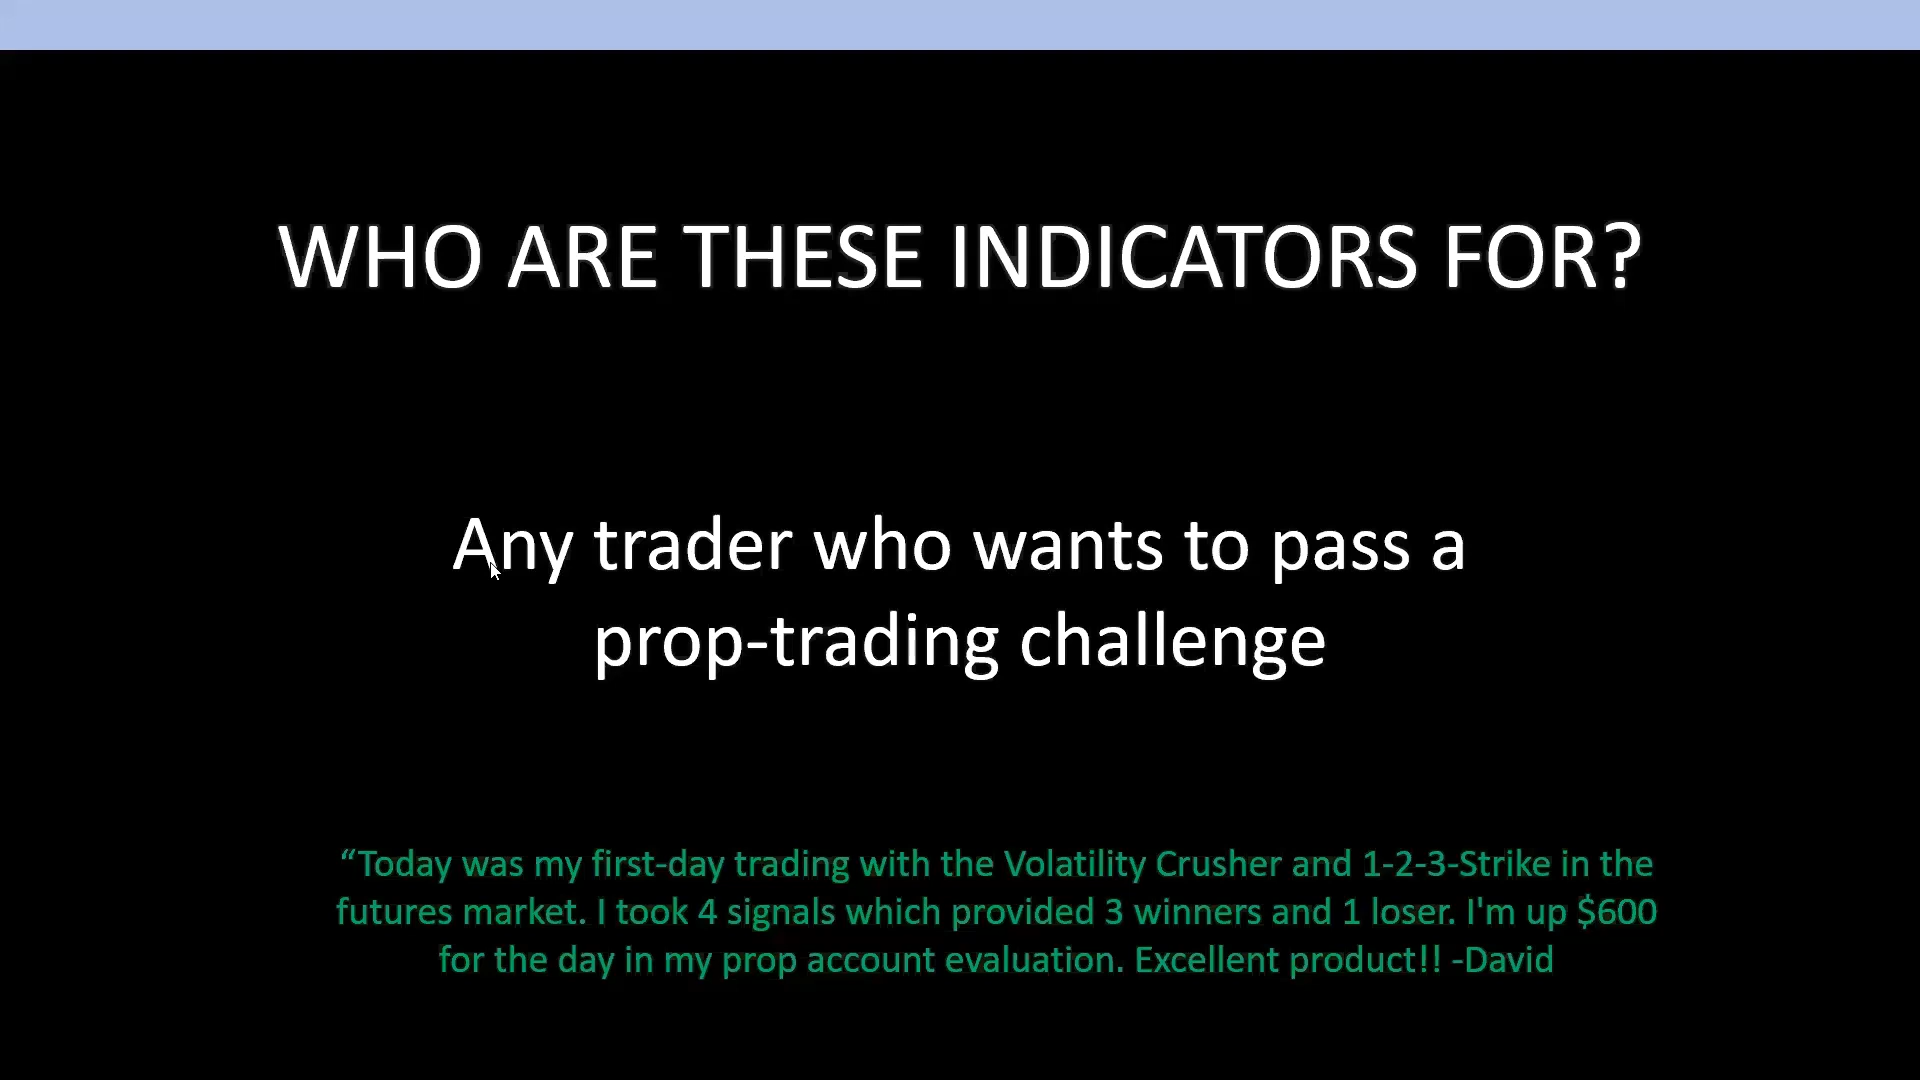 WHO ARE THESE INDICATORS FOR?
Any trader who wants to pass a
prop-trading challenge
“Today was my first-day trading with the Volatility Crusher and 1-2-3-Strike in the
futures market. I took 4 signals which provided 3 winners and 1 loser. I'm up $600
for the day in my prop account evaluation. Excellent product!! -David